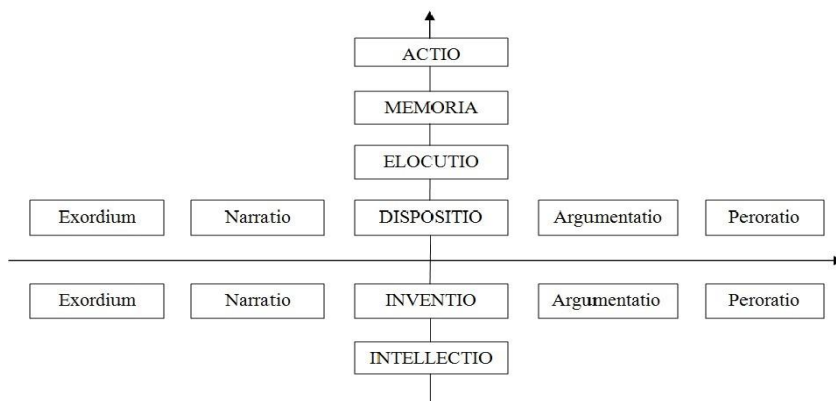 ACTIO
MEMORIA
ELOCUTIO
Exordium Narratio DISPOSITIO Argumentatio Peroratio
Exordium Narratio INVENTIO Argumentatio Peroratio
INTELLECTIO